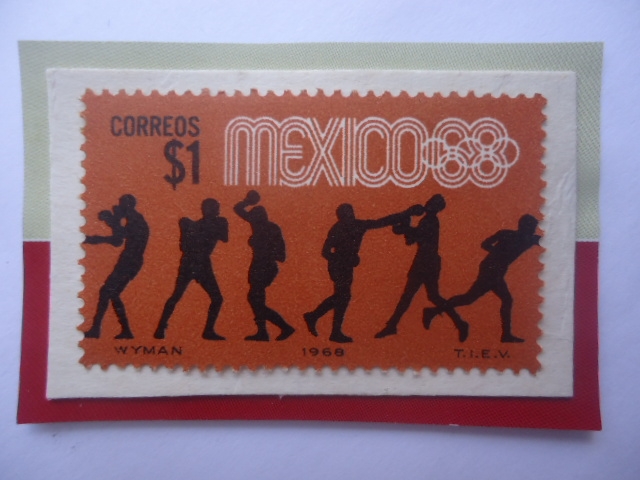 CORREOS
$1
MEXICO68
WYMAN 1968 T.I.E.V.